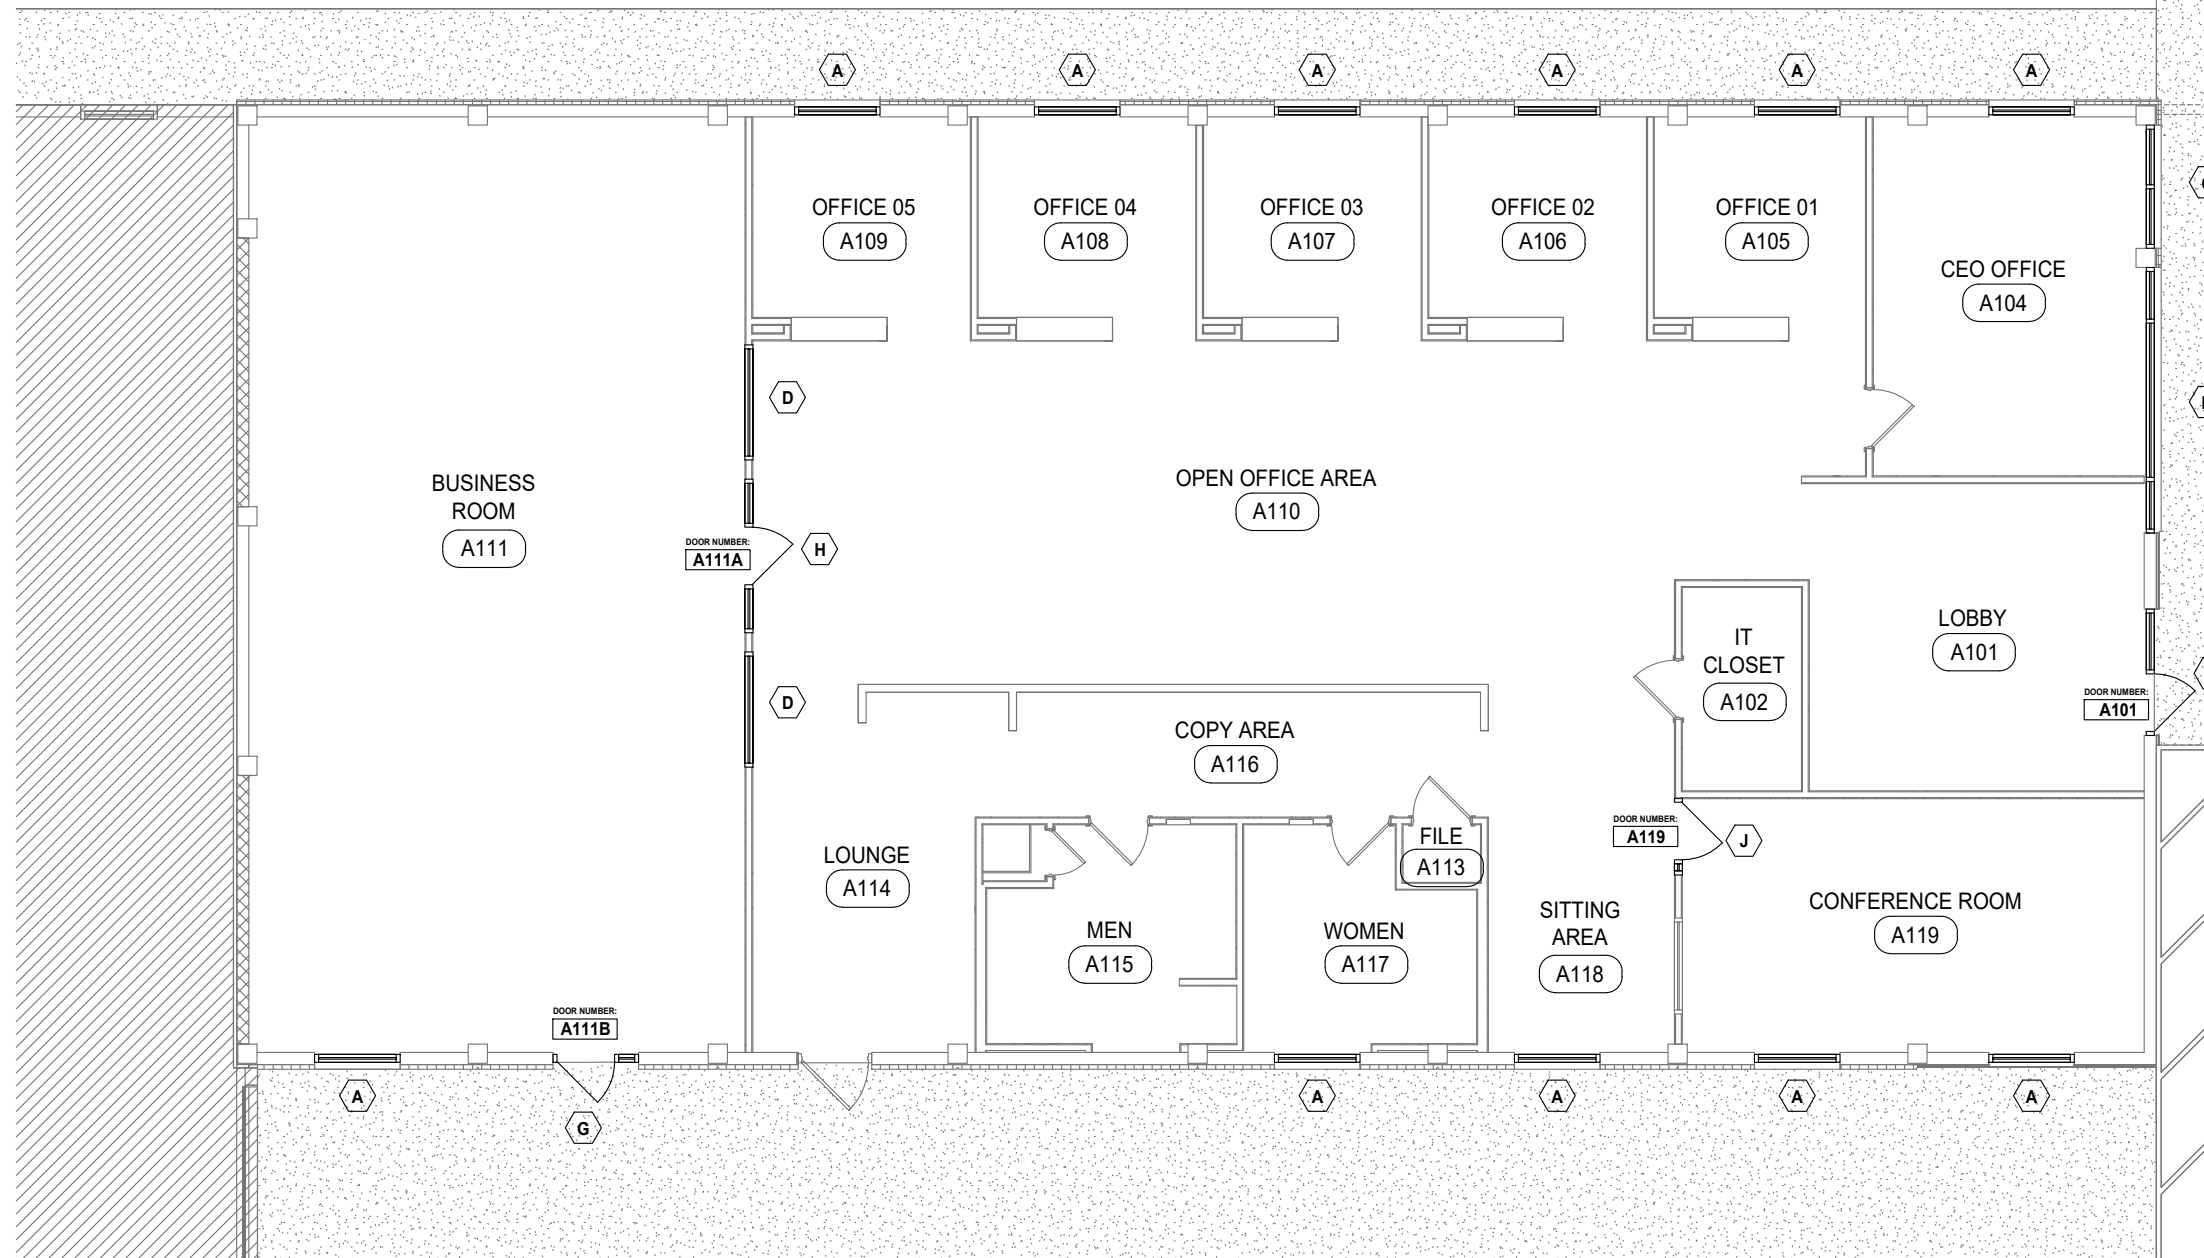 A
A
A
A
A
A
OFFICE 05
A109
OFFICE 04
A108
OFFICE 03
A107
OFFICE 02
A106
OFFICE 01
A105
CEO OFFICE
A104
D
BUSINESS
ROOM
A111
OPEN OFFICE AREA
A110
DOOR NUMBER:
A111A
H
IT
CLOSET
A102
LOBBY
A101
DOOR NUMBER:
A101
D
COPY AREA
A116
DOOR NUMBER:
A119
J
FILE
A113
LOUNGE
A114
MEN
A115
WOMEN
A117
SITTING
AREA
A118
CONFERENCE ROOM
A119
DOOR NUMBER:
A111B
A
G
A
A
A
A